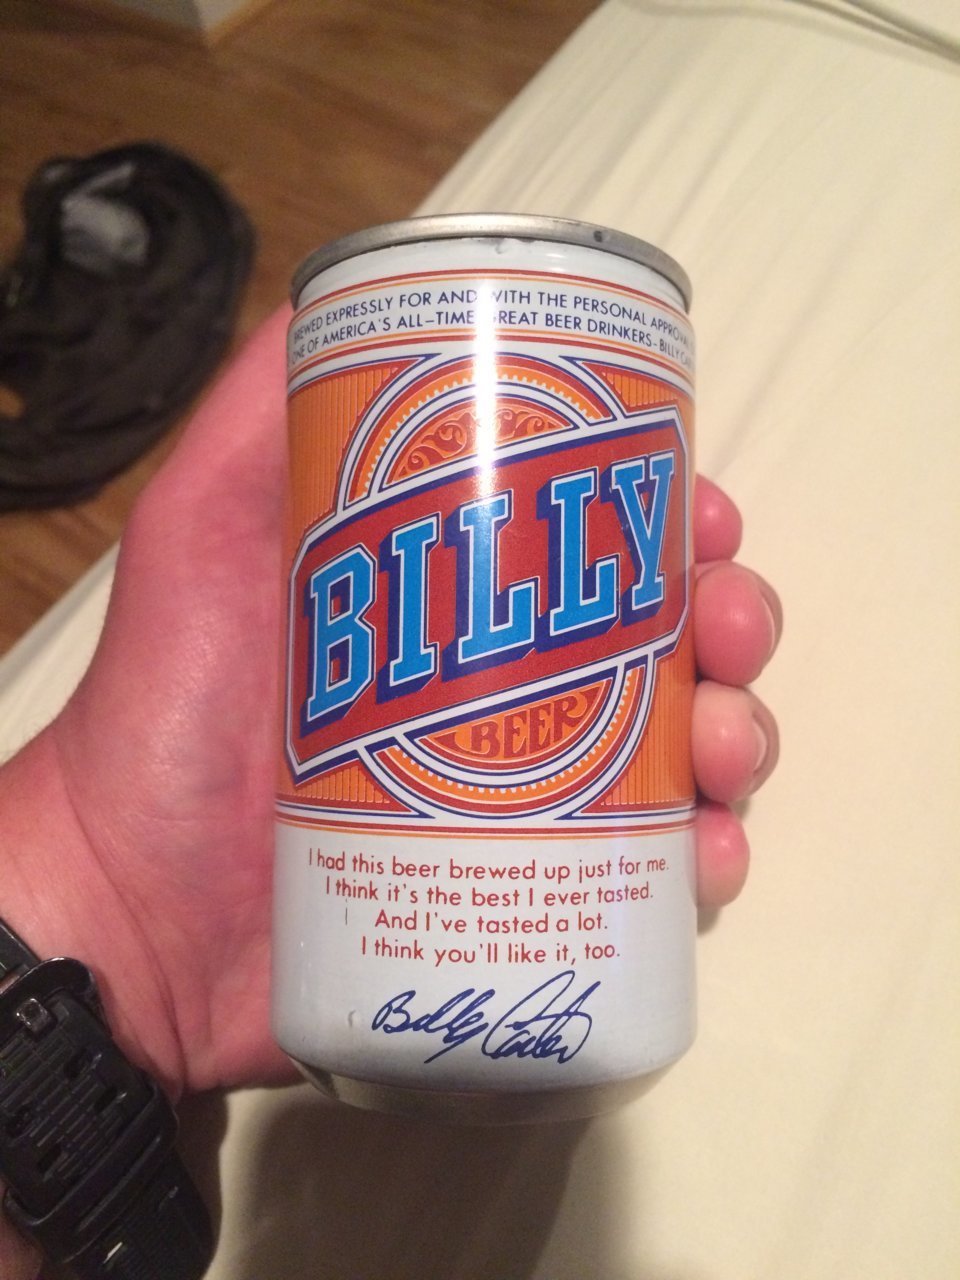 BREWED EXPRESSLY FOR AND WITH THE PERSONAL APPROVAL
ONE OF AMERICA'S ALL-TIME GREAT BEER DRINKERS-BILLY
BILLY
BEER
I had this beer brewed up just for me.
I think it's the best I ever tasted.
And I've tasted a lot.
I think you'll like it, too.
Billy Carter